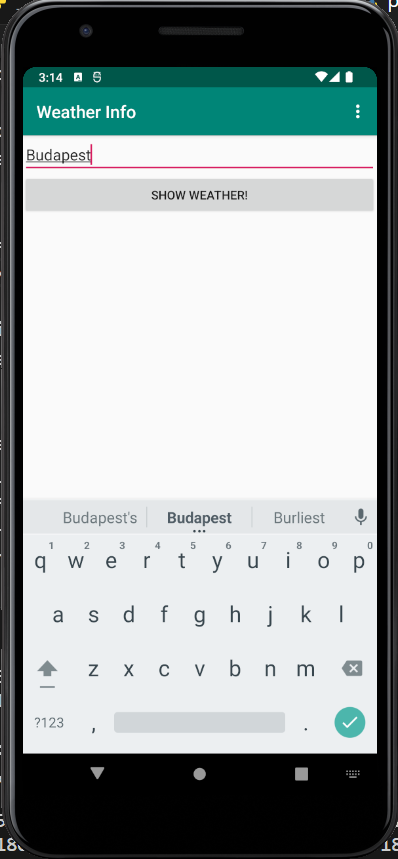 3:14
Weather Info
Budapest
SHOW WEATHER!
Budapest's Budapest Burliest
1 2 3 4 5 6 7 8 9 0
q w e r t y u i o p
a s d f g h j k l
z x c v b n m
?123 , .